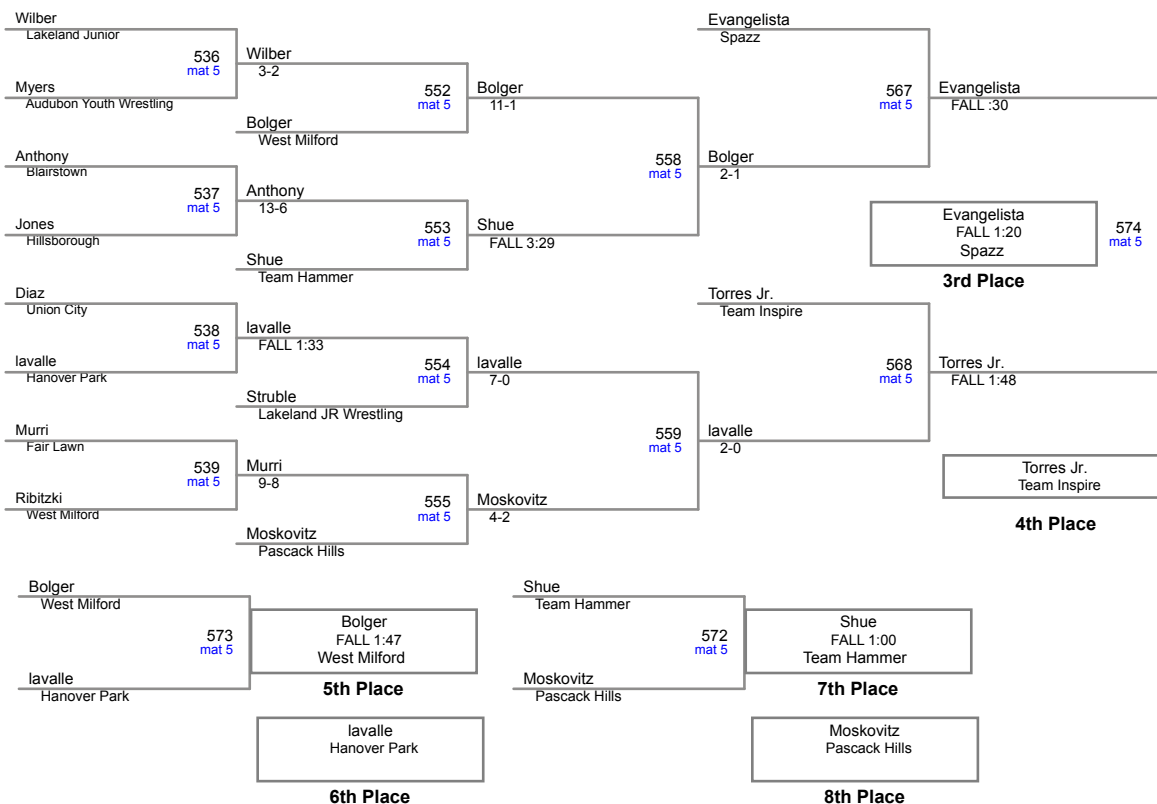 Wilber
Lakeland Junior
536
mat 5
Myers
Audubon Youth Wrestling
Anthony
Blairstown
537
mat 5
Jones
Hillsborough
Diaz
Union City
538
mat 5
lavalle
Hanover Park
Murri
Fair Lawn
539
mat 5
Ribitzki
West Milford
Wilber
3-2
552
mat 5
Bolger
West Milford
Anthony
13-6
553
mat 5
Shue
Team Hammer
lavalle
FALL 1:33
554
mat 5
Struble
Lakeland JR Wrestling
Murri
9-8
555
mat 5
Moskovitz
Pascack Hills
Bolger
11-1
558
mat 5
Shue
FALL 3:29
lavalle
7-0
559
mat 5
Moskovitz
4-2
Evangelista
Spazz
567
mat 5
Bolger
2-1
Torres Jr.
Team Inspire
568
mat 5
lavalle
2-0
Evangelista
FALL :30
Evangelista
FALL 1:20
Spazz
574
mat 5
3rd Place
Torres Jr.
FALL 1:48
Torres Jr.
Team Inspire
4th Place
Bolger
West Milford
573
mat 5
lavalle
Hanover Park
Bolger
FALL 1:47
West Milford
5th Place
lavalle
Hanover Park
6th Place
Shue
Team Hammer
572
mat 5
Moskovitz
Pascack Hills
Shue
FALL 1:00
Team Hammer
7th Place
Moskovitz
Pascack Hills
8th Place